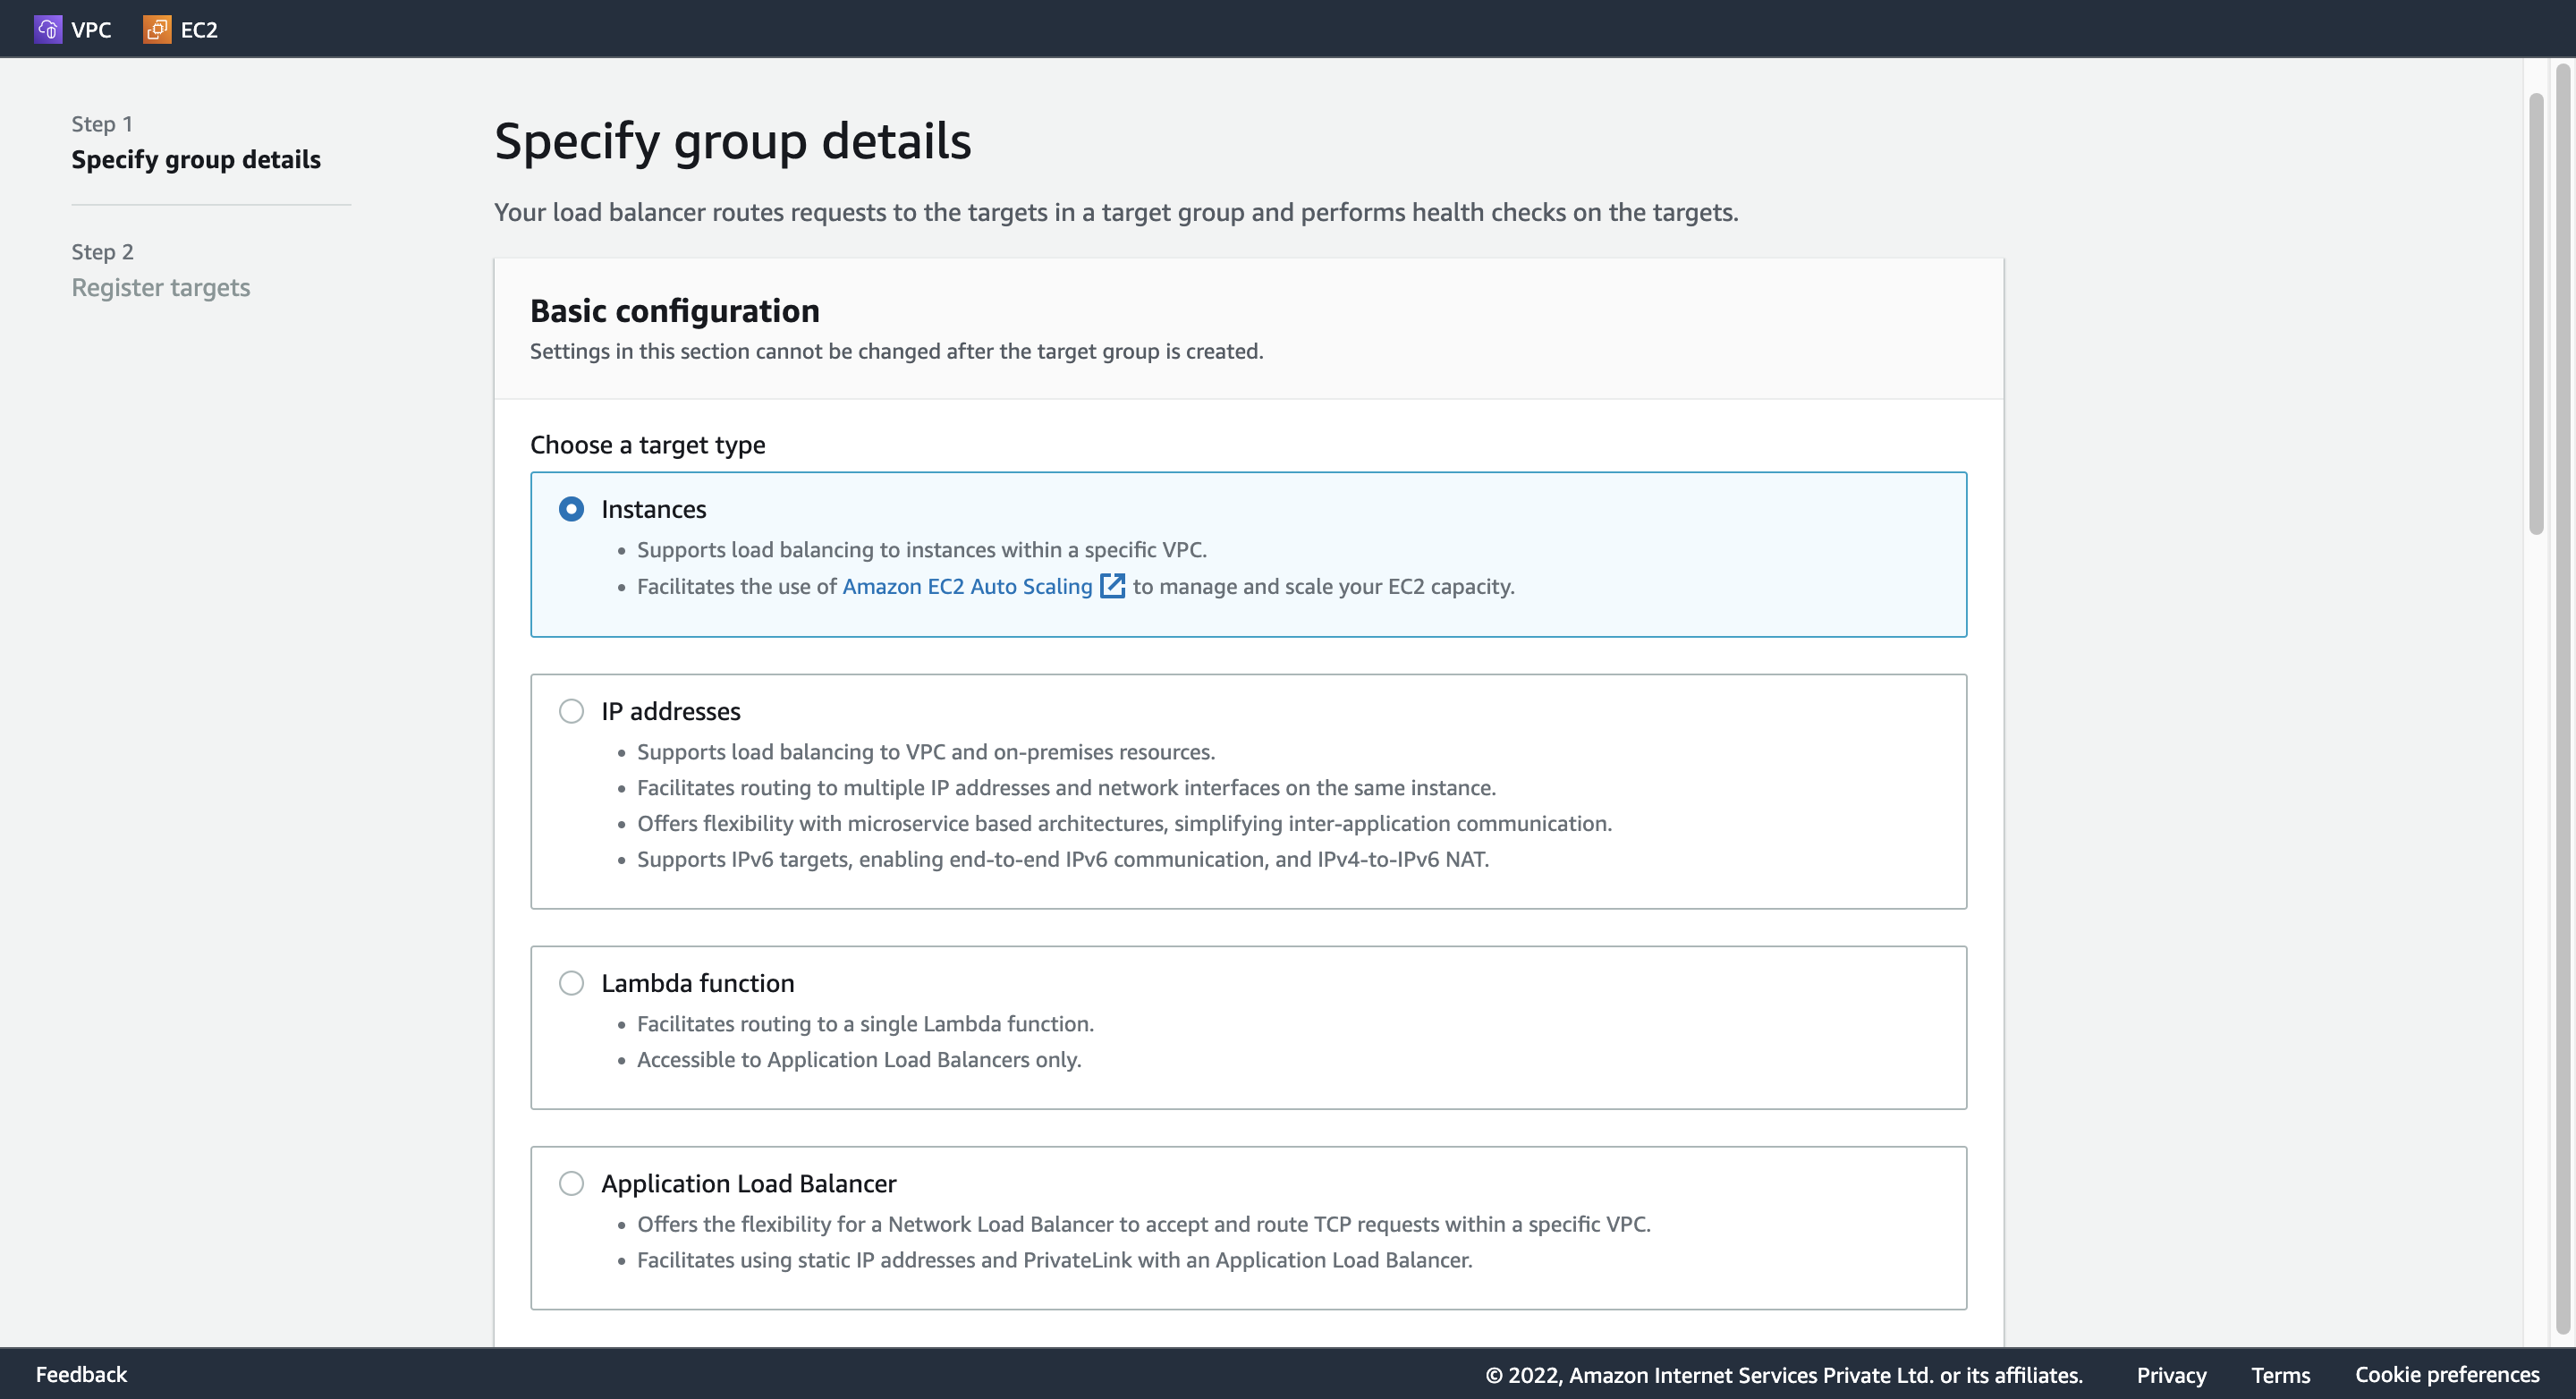 VPC EC2
Step 1
Specify group details
Step 2
Register targets
Specify group details
Your load balancer routes requests to the targets in a target group and performs health checks on the targets.
Basic configuration
Settings in this section cannot be changed after the target group is created.
Choose a target type
Instances
• Supports load balancing to instances within a specific VPC.
• Facilitates the use of Amazon EC2 Auto Scaling to manage and scale your EC2 capacity.
IP addresses
• Supports load balancing to VPC and on-premises resources.
• Facilitates routing to multiple IP addresses and network interfaces on the same instance.
• Offers flexibility with microservice based architectures, simplifying inter-application communication.
• Supports IPv6 targets, enabling end-to-end IPv6 communication, and IPv4-to-IPv6 NAT.
Lambda function
• Facilitates routing to a single Lambda function.
• Accessible to Application Load Balancers only.
Application Load Balancer
• Offers the flexibility for a Network Load Balancer to accept and route TCP requests within a specific VPC.
• Facilitates using static IP addresses and PrivateLink with an Application Load Balancer.
Feedback © 2022, Amazon Internet Services Private Ltd. or its affiliates. Privacy Terms Cookie preferences